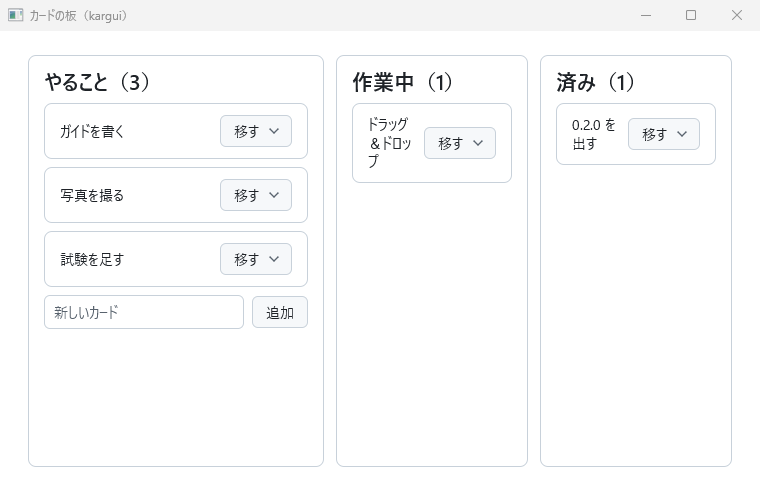 カードの板（kargui）
やること（3）
ガイドを書く
移す
写真を撮る
移す
試験を足す
移す
新しいカード
追加
作業中（1）
ドラッグ
＆ドロッ
プ
移す
済み（1）
0.2.0 を
出す
移す